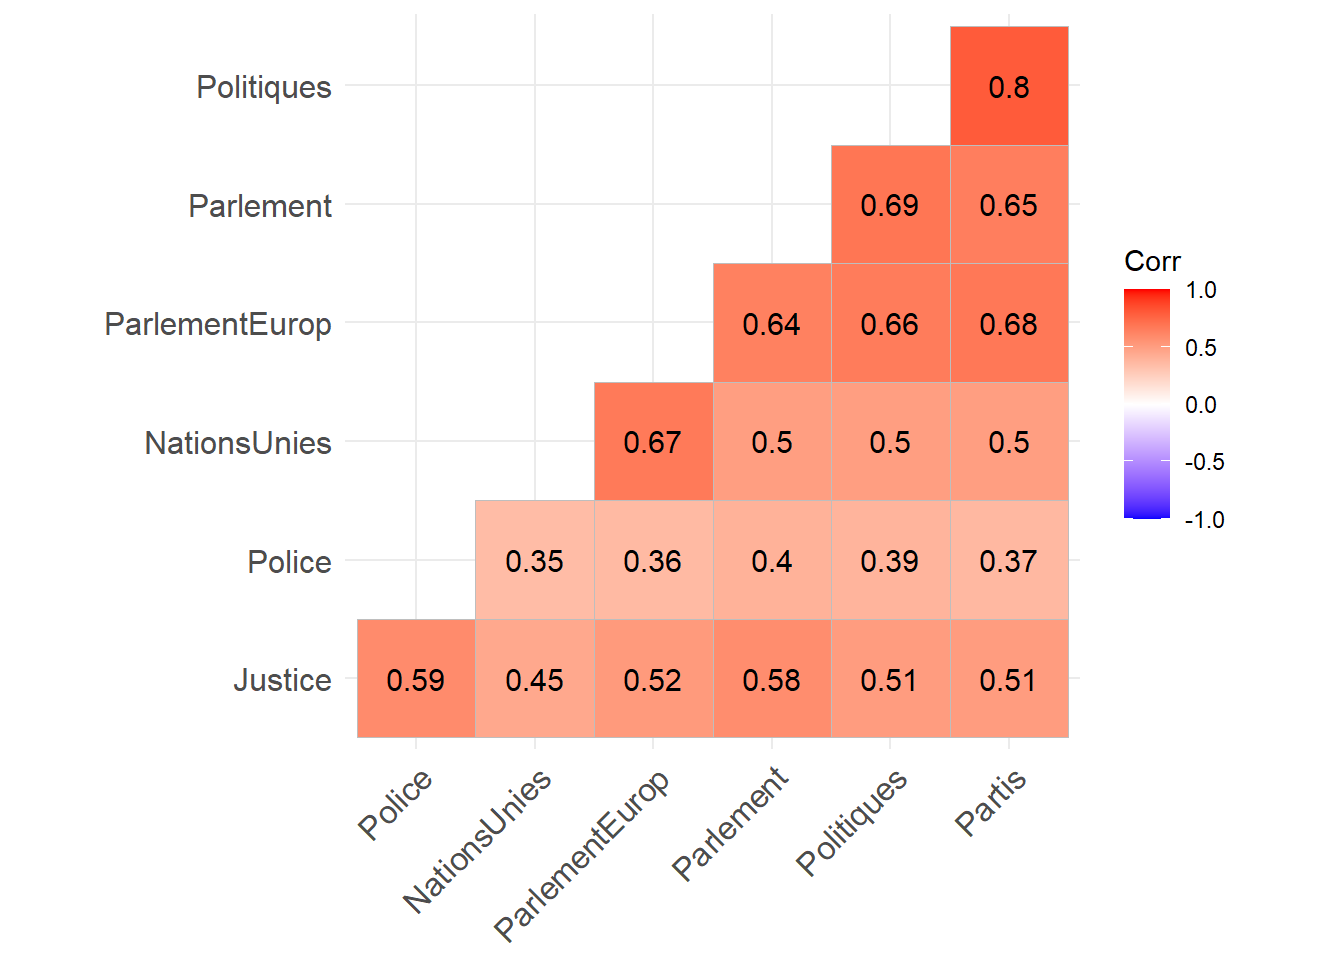 Politiques 0.8
Parlement 0.69 0.65
ParlementEurop 0.64 0.66 0.68
NationsUnies 0.67 0.5 0.5 0.5
Police 0.35 0.36 0.4 0.39 0.37
Justice 0.59 0.45 0.52 0.58 0.51 0.51
Police NationsUnies ParlementEurop Parlement Politiques Partis
Corr
1.0
0.5
0.0
-0.5
-1.0